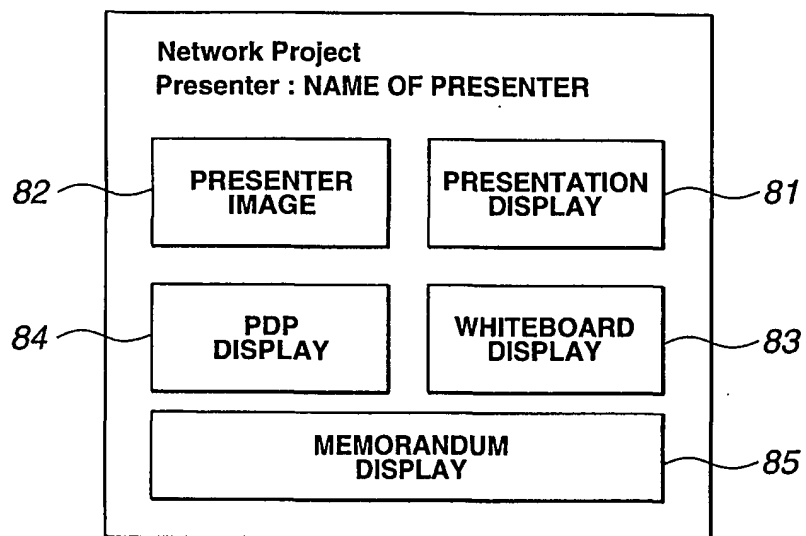 Network Project
Presenter : NAME OF PRESENTER
82
PRESENTER
IMAGE
PRESENTATION
DISPLAY
81
84
PDP
DISPLAY
WHITEBOARD
DISPLAY
83
MEMORANDUM
DISPLAY
85